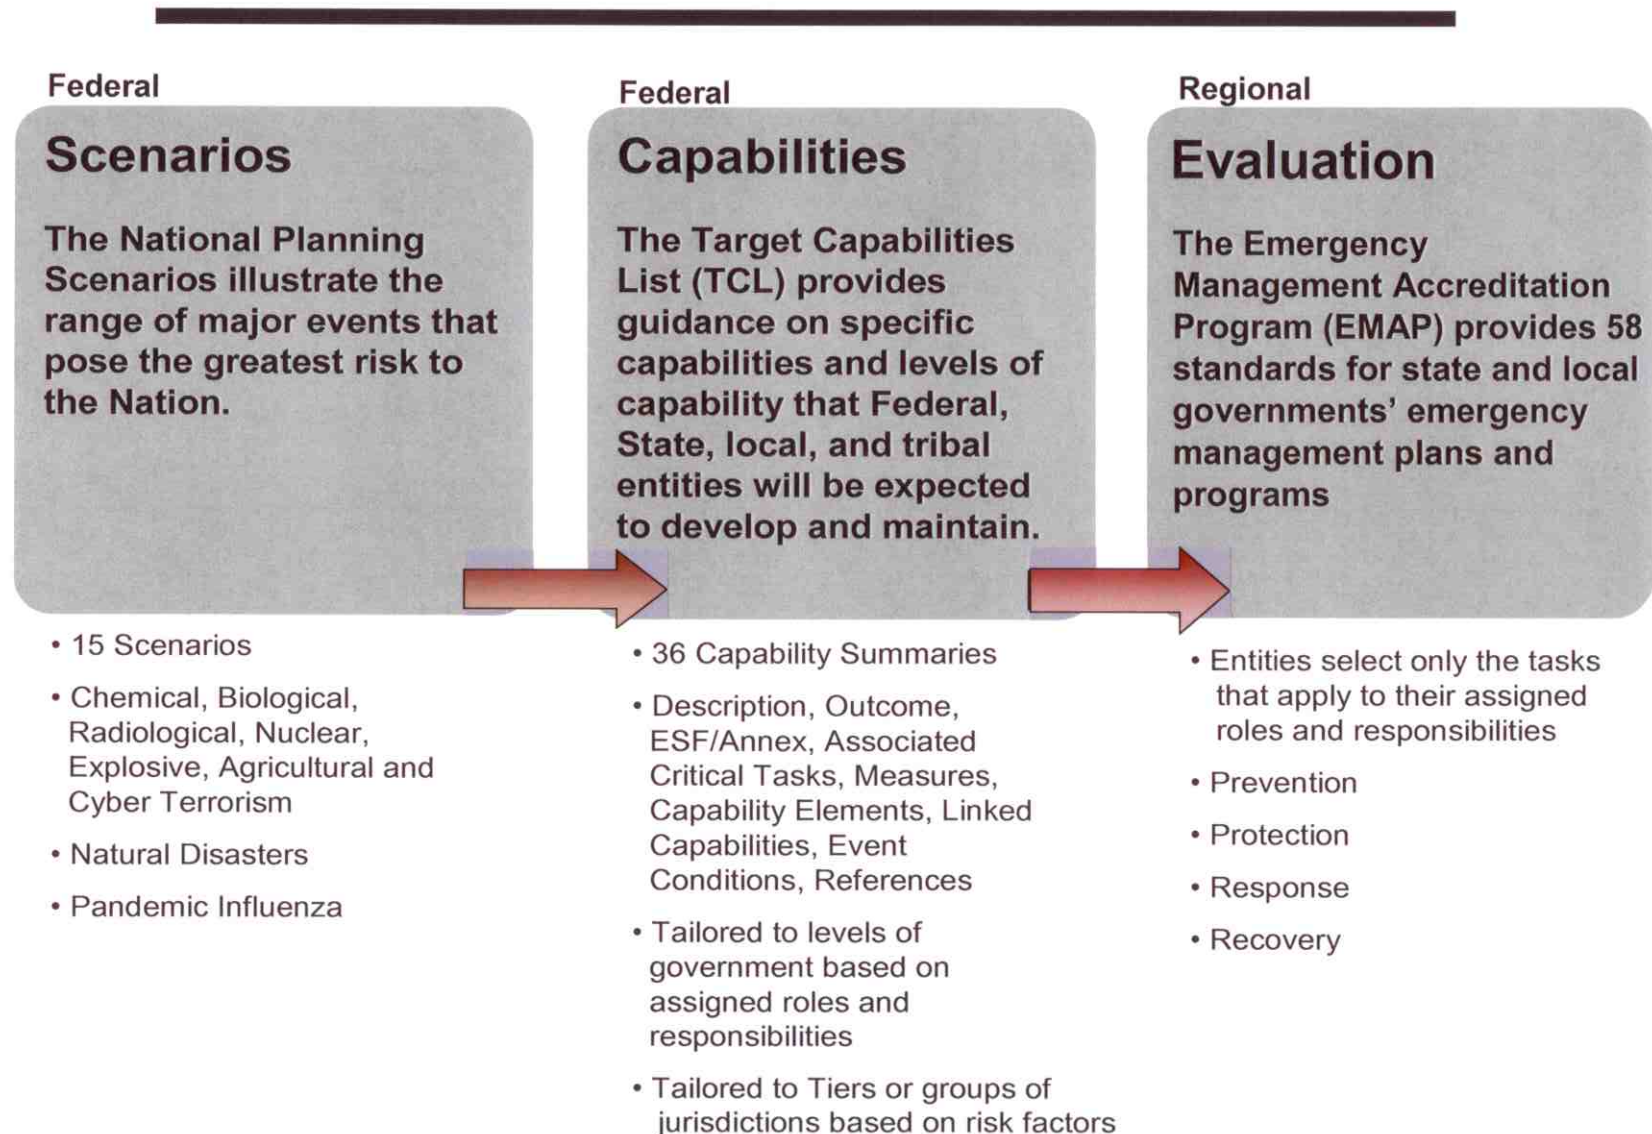 Federal
Scenarios
The National Planning
Scenarios illustrate the
range of major events that
pose the greatest risk to
the Nation.
• 15 Scenarios
• Chemical, Biological,
Radiological, Nuclear,
Explosive, Agricultural and
Cyber Terrorism
• Natural Disasters
• Pandemic Influenza
Federal
Capabilities
The Target Capabilities
List (TCL) provides
guidance on specific
capabilities and levels of
capability that Federal,
State, local, and tribal
entities will be expected
to develop and maintain.
• 36 Capability Summaries
• Description, Outcome,
ESF/Annex, Associated
Critical Tasks, Measures,
Capability Elements, Linked
Capabilities, Event
Conditions, References
• Tailored to levels of
government based on
assigned roles and
responsibilities
• Tailored to Tiers or groups of
jurisdictions based on risk factors
Regional
Evaluation
The Emergency
Management Accreditation
Program (EMAP) provides 58
standards for state and local
governments’ emergency
management plans and
programs
• Entities select only the tasks
that apply to their assigned
roles and responsibilities
• Prevention
• Protection
• Response
• Recovery